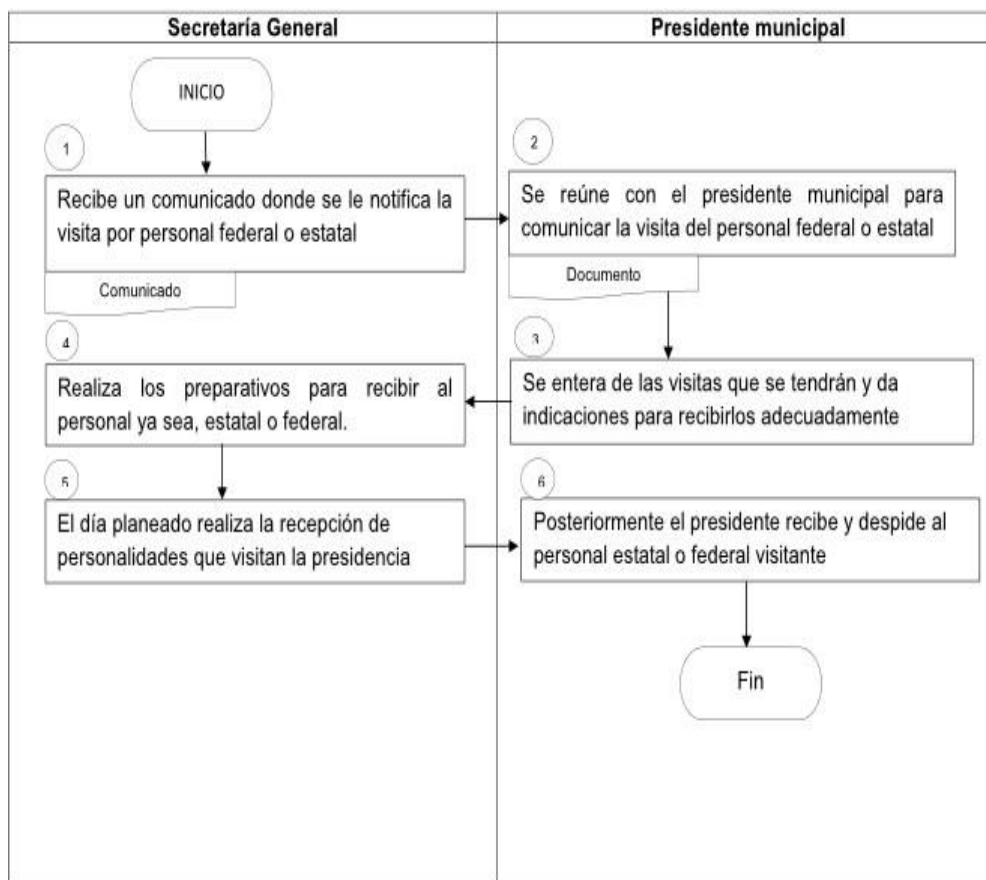 Secretaría General
Presidente municipal
INICIO
1
Recibe un comunicado donde se le notifica la
visita por personal federal o estatal
Comunicado
2
Se reúne con el presidente municipal para
comunicar la visita del personal federal o estatal
Documento
3
Se entera de las visitas que se tendrán y da
indicaciones para recibirlos adecuadamente
4
Realiza los preparativos para recibir al
personal ya sea, estatal o federal.
5
El día planeado realiza la recepción de
personalidades que visitan la presidencia
6
Posteriormente el presidente recibe y despide al
personal estatal o federal visitante
Fin